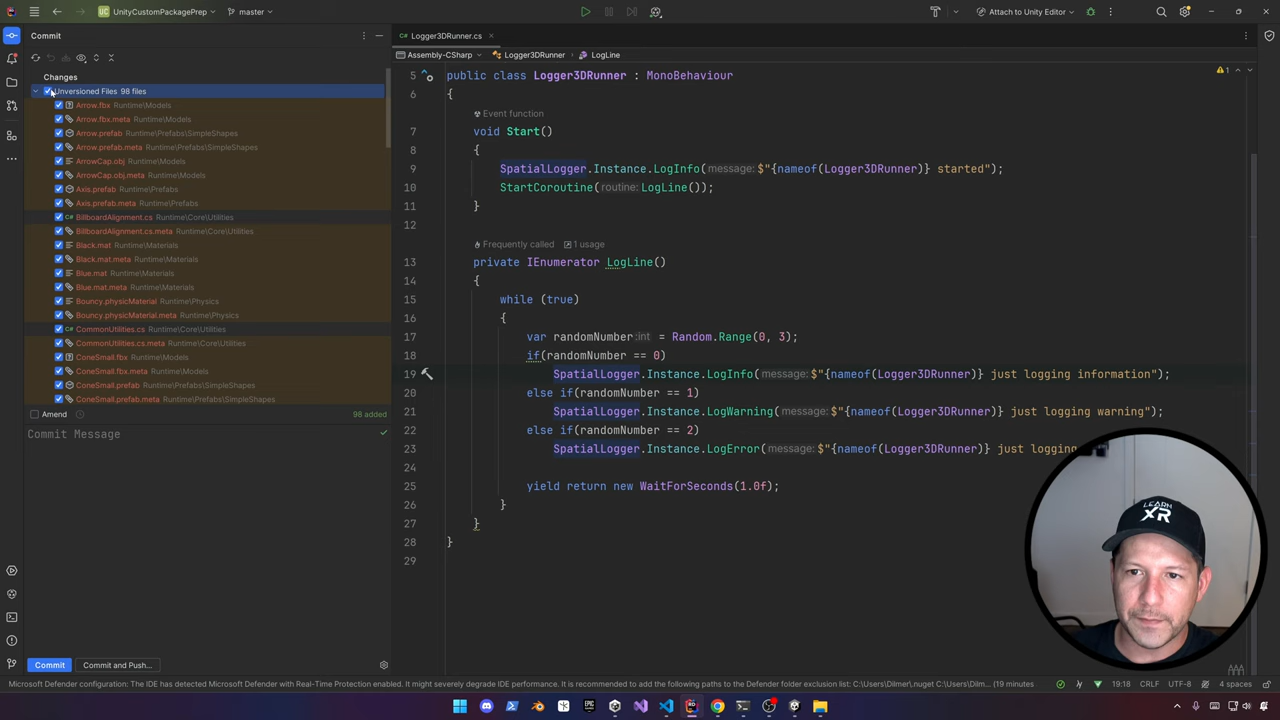 UnityCustomPackagePrep
master
Attach to Unity Editor
Commit
C# Logger3DRunner.cs
Assembly-CSharp
Logger3DRunner
LogLine
Changes
Unversioned Files 98 files
Arrow.fbx Runtime\Models
Arrow.fbx.meta Runtime\Models
Arrow.prefab Runtime\Prefabs\SimpleShapes
Arrow.prefab.meta Runtime\Prefabs\SimpleShapes
ArrowCap.obj Runtime\Models
ArrowCap.obj.meta Runtime\Models
Axis.prefab Runtime\Prefabs
Axis.prefab.meta Runtime\Prefabs
C# BillboardAlignment.cs Runtime\Core\Utilities
BillboardAlignment.cs.meta Runtime\Core\Utilities
Black.mat Runtime\Materials
Black.mat.meta Runtime\Materials
Blue.mat Runtime\Materials
Blue.mat.meta Runtime\Materials
Bouncy.physicMaterial Runtime\Physics
Bouncy.physicMaterial.meta Runtime\Physics
C# CommonUtilities.cs Runtime\Core\Utilities
CommonUtilities.cs.meta Runtime\Core\Utilities
ConeSmall.fbx Runtime\Models
ConeSmall.fbx.meta Runtime\Models
ConeSmall.prefab Runtime\Prefabs\SimpleShapes
ConeSmall.prefab.meta Runtime\Prefabs\SimpleShapes
Amend
98 added
Commit Message
Commit
Commit and Push...
1
5 public class Logger3DRunner : MonoBehaviour
6 {
Event function
7 void Start()
8 {
9 SpatialLogger.Instance.LogInfo(message: $"{nameof(Logger3DRunner)} started");
10 StartCoroutine(routine: LogLine());
11 }
12
Frequently called 1 usage
13 private IEnumerator LogLine()
14 {
15 while (true)
16 {
17 var randomNumber:int = Random.Range(0, 3);
18 if(randomNumber == 0)
19 SpatialLogger.Instance.LogInfo(message: $"{nameof(Logger3DRunner)} just logging information");
20 else if(randomNumber == 1)
21 SpatialLogger.Instance.LogWarning(message: $"{nameof(Logger3DRunner)} just logging warning");
22 else if(randomNumber == 2)
23 SpatialLogger.Instance.LogError(message: $"{nameof(Logger3DRunner)} just logging
24
25 yield return new WaitForSeconds(1.0f);
26 }
27 }
28 }
29
LEARN
XR
Microsoft Defender configuration: The IDE has detected Microsoft Defender with Real-Time Protection enabled. It might severely degrade IDE performance. It is recommended to add the following paths to the Defender folder exclusion list: C:\Users\Dilmer\.nuget C:\Users\Dilm... (19 minutes
19:18 CRLF UTF-8 4 spaces